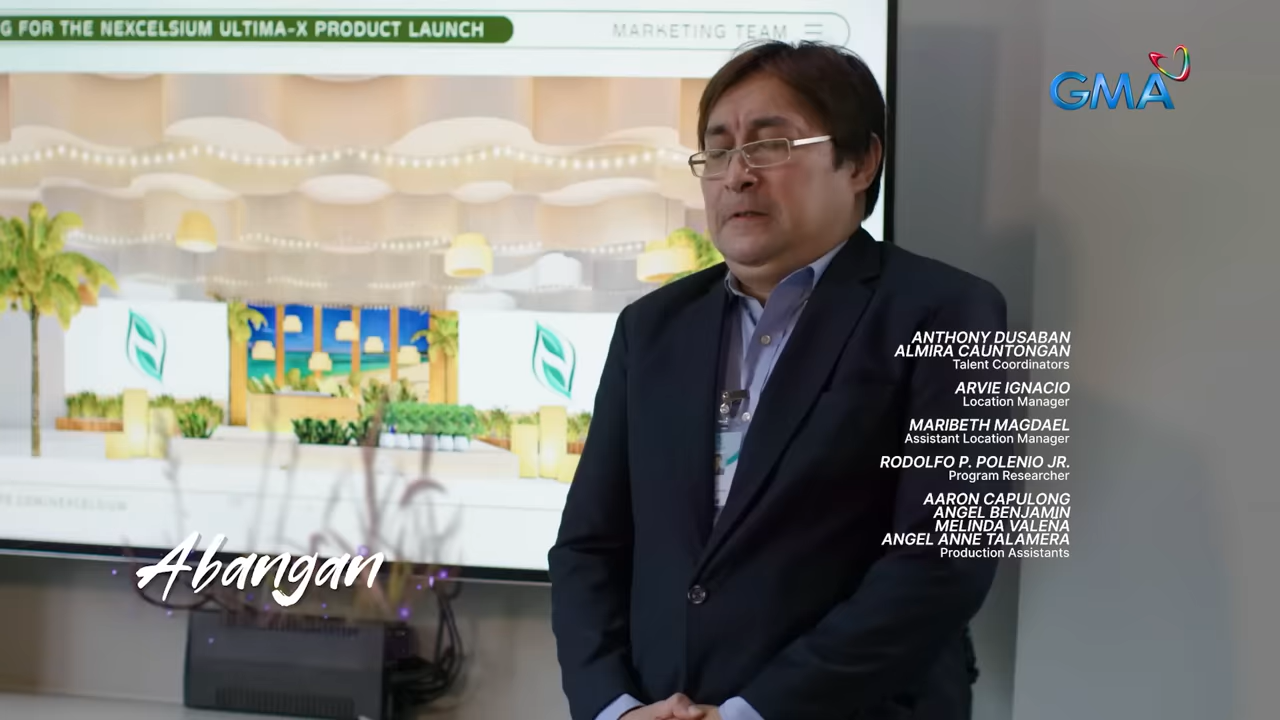 G FOR THE NEXCELSIUM ULTIMA-X PRODUCT LAUNCH
MARKETING TEAM
GMA
ANTHONY DUSABAN
ALMIRA CAUNTONGAN
Talent Coordinators
ARVIE IGNACIO
Location Manager
MARIBETH MAGDAEL
Assistant Location Manager
RODOLFO P. POLENIO JR.
Program Researcher
AARON CAPULONG
ANGEL BENJAMIN
MELINDA VALENA
ANGEL ANNE TALAMERA
Production Assistants
Abangan